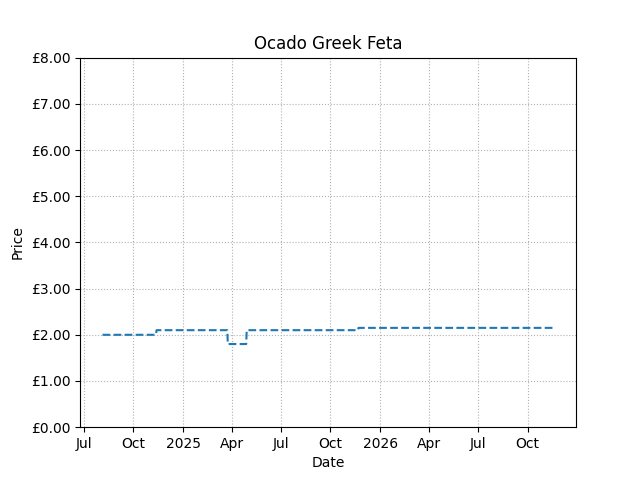 Ocado Greek Feta
£8.00
£7.00
£6.00
£5.00
£4.00
£3.00
£2.00
£1.00
£0.00
Price
Jul Oct 2025 Apr Jul Oct 2026 Apr Jul Oct
Date